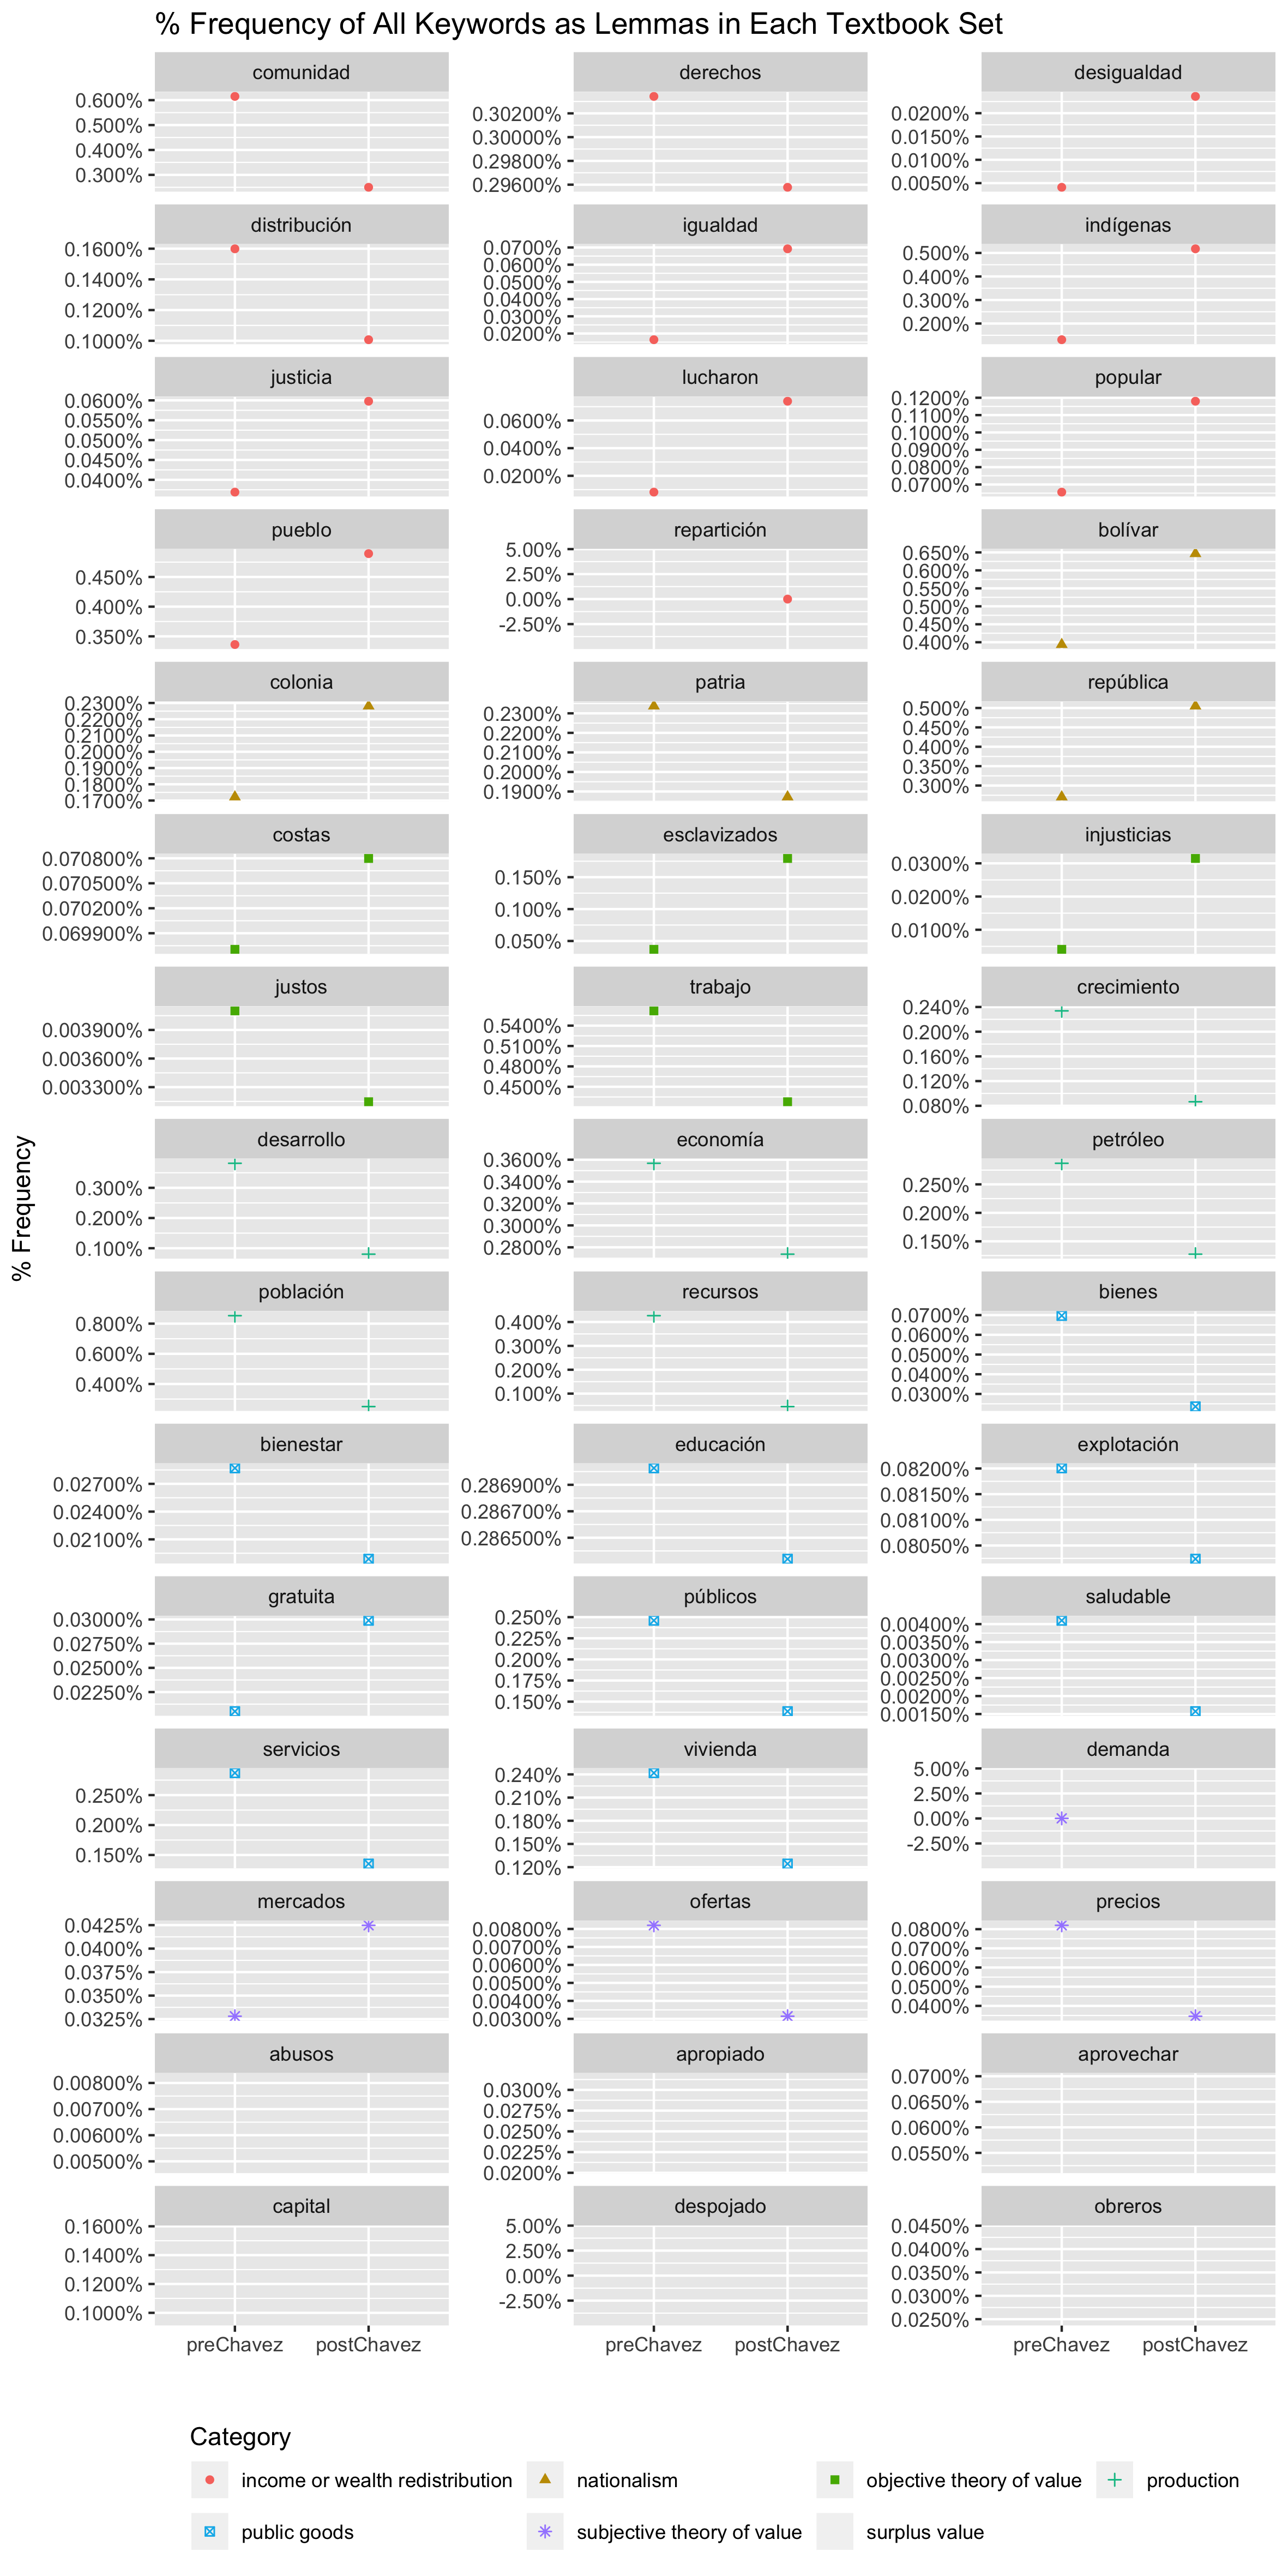 % Frequency of All Keywords as Lemmas in Each Textbook Set
comunidad derechos desigualdad
0.600% 0.500% 0.400% 0.300%
0.30200% 0.30000% 0.29800% 0.29600%
0.0200% 0.0150% 0.0100% 0.0050%
distribución igualdad indígenas
0.1600% 0.1400% 0.1200% 0.1000%
0.0700% 0.0600% 0.0500% 0.0400% 0.0300% 0.0200%
0.500% 0.400% 0.300% 0.200%
justicia lucharon popular
0.0600% 0.0550% 0.0500% 0.0450% 0.0400%
0.0600% 0.0400% 0.0200%
0.1200% 0.1100% 0.1000% 0.0900% 0.0800% 0.0700%
pueblo repartición bolívar
0.450% 0.400% 0.350%
5.00% 2.50% 0.00% -2.50%
0.650% 0.600% 0.550% 0.500% 0.450% 0.400%
colonia patria república
0.2300% 0.2200% 0.2100% 0.2000% 0.1900% 0.1800% 0.1700%
0.2300% 0.2200% 0.2100% 0.2000% 0.1900%
0.500% 0.450% 0.400% 0.350% 0.300%
costas esclavizados injusticias
0.070800% 0.070500% 0.070200% 0.069900%
0.150% 0.100% 0.050%
0.0300% 0.0200% 0.0100%
justos trabajo crecimiento
0.003900% 0.003600% 0.003300%
0.5400% 0.5100% 0.4800% 0.4500%
0.240% 0.200% 0.160% 0.120% 0.080%
% Frequency
desarrollo economía petróleo
0.300% 0.200% 0.100%
0.3600% 0.3400% 0.3200% 0.3000% 0.2800%
0.250% 0.200% 0.150%
población recursos bienes
0.800% 0.600% 0.400%
0.400% 0.300% 0.200% 0.100%
0.0700% 0.0600% 0.0500% 0.0400% 0.0300%
bienestar educación explotación
0.02700% 0.02400% 0.02100%
0.286900% 0.286700% 0.286500%
0.08200% 0.08150% 0.08100% 0.08050%
gratuita públicos saludable
0.03000% 0.02750% 0.02500% 0.02250%
0.250% 0.225% 0.200% 0.175% 0.150%
0.00400% 0.00350% 0.00300% 0.00250% 0.00200% 0.00150%
servicios vivienda demanda
0.250% 0.200% 0.150%
0.240% 0.210% 0.180% 0.150% 0.120%
5.00% 2.50% 0.00% -2.50%
mercados ofertas precios
0.0425% 0.0400% 0.0375% 0.0350% 0.0325%
0.00800% 0.00700% 0.00600% 0.00500% 0.00400% 0.00300%
0.0800% 0.0700% 0.0600% 0.0500% 0.0400%
abusos apropiado aprovechar
0.00800% 0.00700% 0.00600% 0.00500%
0.0300% 0.0275% 0.0250% 0.0225% 0.0200%
0.0700% 0.0650% 0.0600% 0.0550%
capital despojado obreros
0.1600% 0.1400% 0.1200% 0.1000%
5.00% 2.50% 0.00% -2.50%
0.0450% 0.0400% 0.0350% 0.0300% 0.0250%
preChavez postChavez preChavez postChavez preChavez postChavez
Category
income or wealth redistribution nationalism objective theory of value production
public goods subjective theory of value surplus value